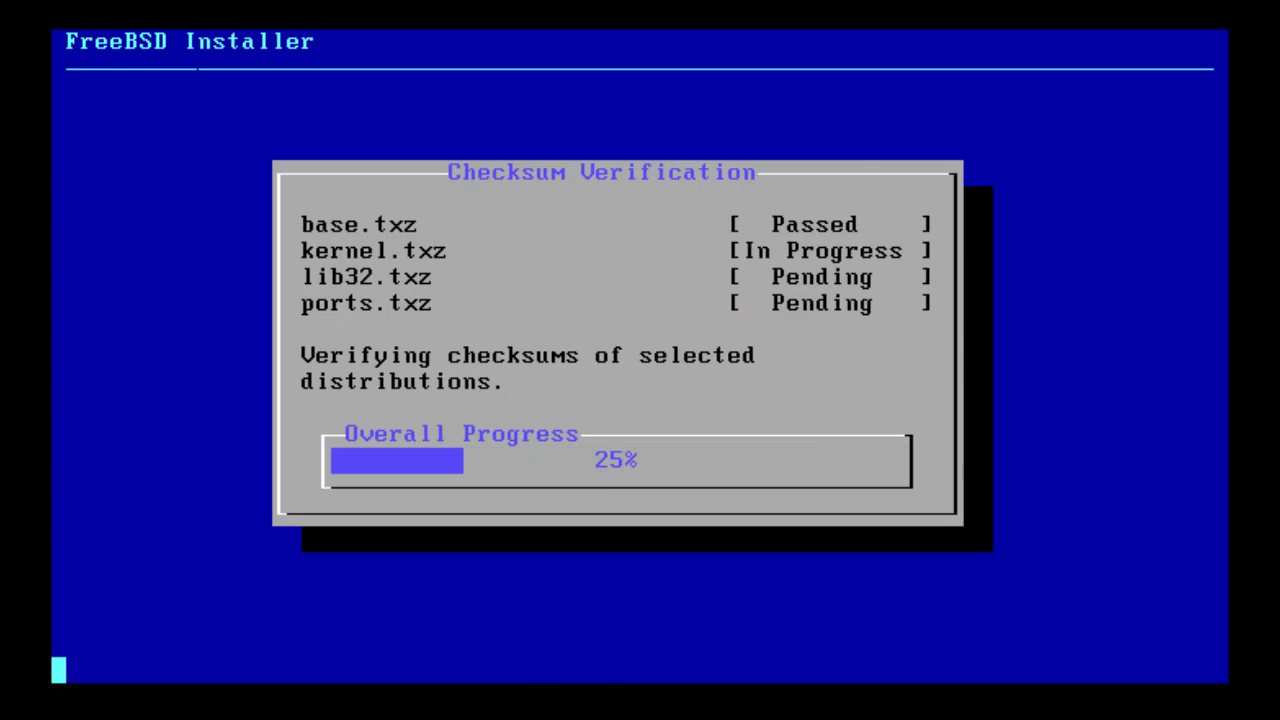 FreeBSD Installer
Checksum Verification
base.txz [ Passed ]
kernel.txz [In Progress ]
lib32.txz [ Pending ]
ports.txz [ Pending ]
Verifying checksums of selected
distributions.
Overall Progress
25%